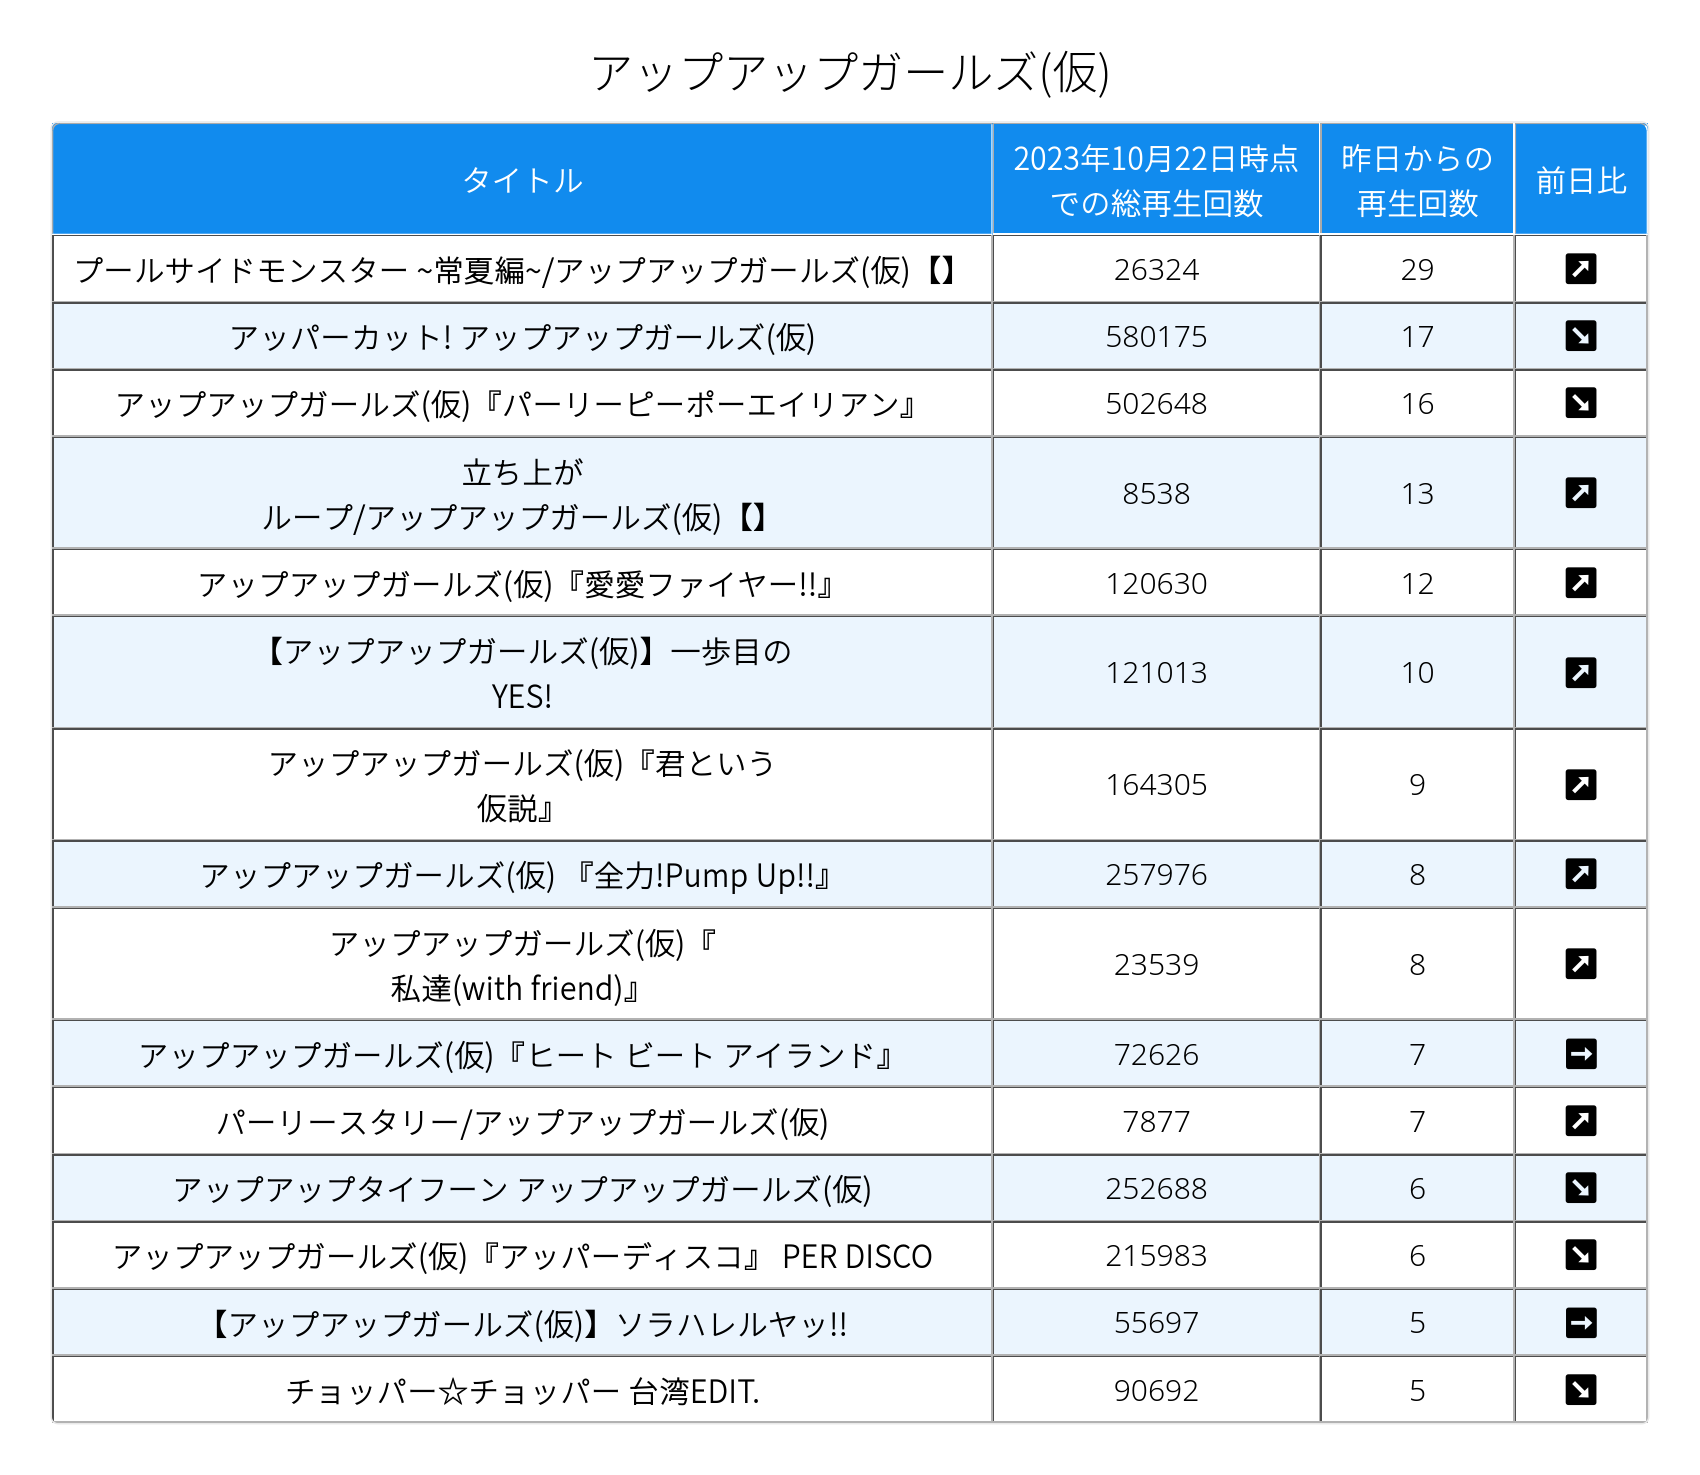 アップアップガールズ(仮)
タイトル
2023年10月22日時点
での総再生回数
昨日からの
再生回数
前日比
プールサイドモンスター ~常夏編~/アップアップガールズ(仮)【】
26324
29
アッパーカット! アップアップガールズ(仮)
580175
17
アップアップガールズ(仮)『パーリーピーポーエイリアン』
502648
16
立ち上が
ループ/アップアップガールズ(仮)【】
8538
13
アップアップガールズ(仮)『愛愛ファイヤー!!』
120630
12
【アップアップガールズ(仮)】一歩目の
YES!
121013
10
アップアップガールズ(仮)『君という
仮説』
164305
9
アップアップガールズ(仮) 『全力!Pump Up!!』
257976
8
アップアップガールズ(仮)『
私達(with friend)』
23539
8
アップアップガールズ(仮)『ヒート ビート アイランド』
72626
7
パーリースタリー/アップアップガールズ(仮)
7877
7
アップアップタイフーン アップアップガールズ(仮)
252688
6
アップアップガールズ(仮)『アッパーディスコ』 PER DISCO
215983
6
【アップアップガールズ(仮)】ソラハレルヤッ!!
55697
5
チョッパー☆チョッパー 台湾EDIT.
90692
5